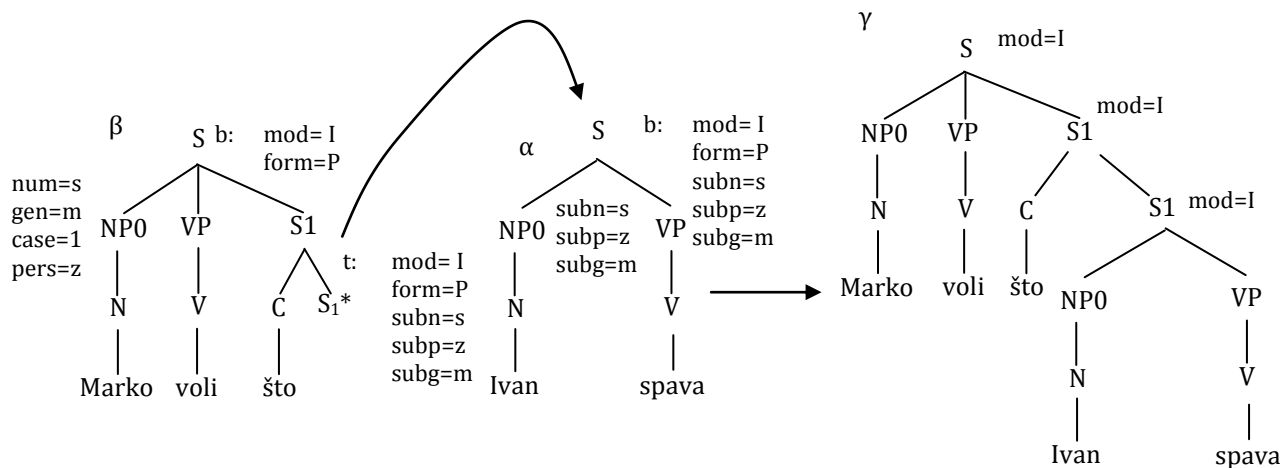 γ
S mod=I
β
S b: mod= I
form=P
α
S b: mod= I
form=P
subn=s
subp=z
subg=m
NP0 VP S1 mod=I
num=s
gen=m
case=1
pers=z
NP0 VP S1
NP0 subn=s VP
subp=z
subg=m
N V C S1 mod=I
t: mod= I
form=P
subn=s
subp=z
subg=m
N V C S₁*
N V
Marko voli što
NP0 VP
Marko voli što
Ivan spava
N V
Ivan spava